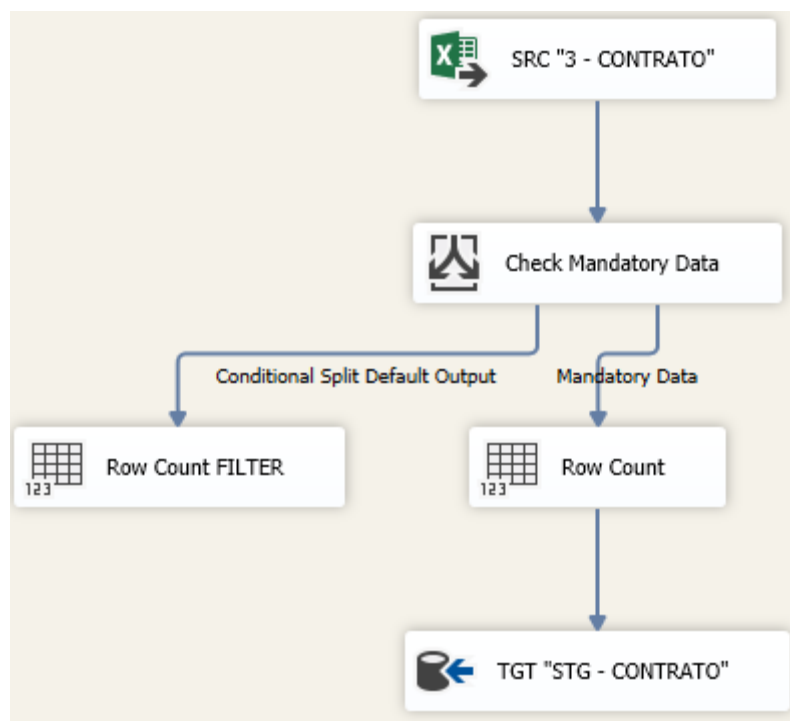 SRC "3 - CONTRATO"
Check Mandatory Data
Conditional Split Default Output
Mandatory Data
123
Row Count FILTER
123
Row Count
TGT "STG - CONTRATO"